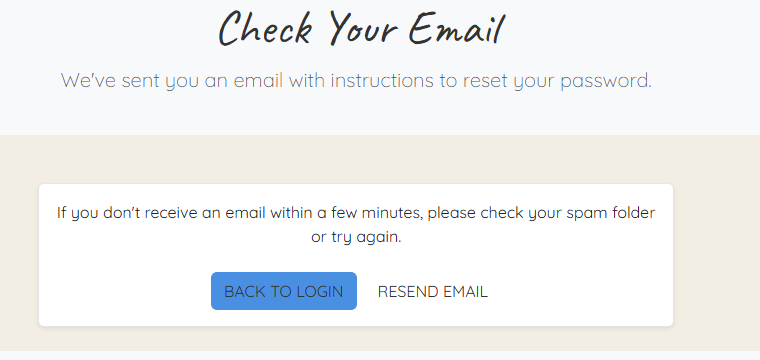 Check Your Email
We've sent you an email with instructions to reset your password.
If you don't receive an email within a few minutes, please check your spam folder
or try again.
BACK TO LOGIN RESEND EMAIL